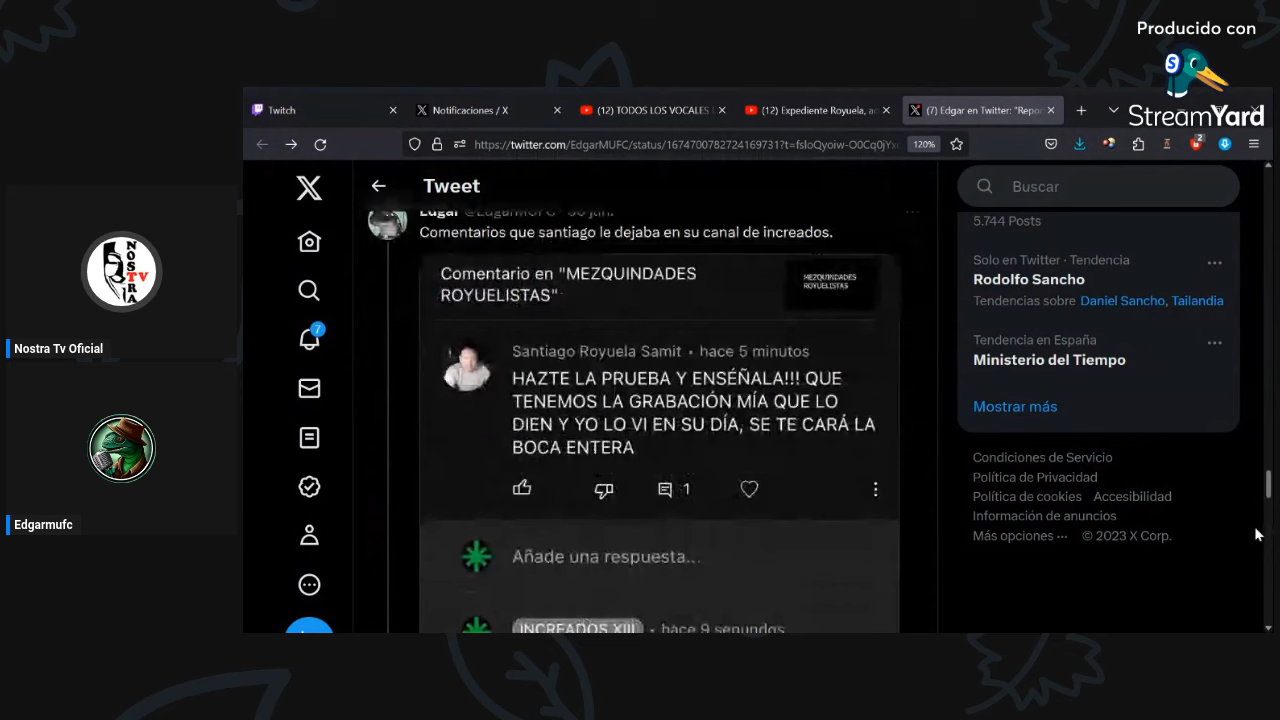 Producido con
StreamYard
Twitch
Notificaciones / X
(12) TODOS LOS VOCALES
(12) Expediente Royuela, ac
(7) Edgar en Twitter: "Repor
https://twitter.com/EdgarMUFC/status/
120%
Tweet
Buscar
5.744 Posts
Edgar @EdgarMUFC · 30 jun.
Comentarios que santiago le dejaba en su canal de increados.
Comentario en "MEZQUINDADES
ROYUELISTAS"
MEZQUINDADES
ROYUELISTAS
Solo en Twitter · Tendencia
Rodolfo Sancho
Tendencias sobre Daniel Sancho, Tailandia
Tendencia en España
Ministerio del Tiempo
Mostrar más
Santiago Royuela Samit • hace 5 minutos
HAZTE LA PRUEBA Y ENSÉÑALA!!! QUE
TENEMOS LA GRABACIÓN MÍA QUE LO
DIEN Y YO LO VI EN SU DÍA, SE TE CARÁ LA
BOCA ENTERA
1
Añade una respuesta...
INCREADOS XIII • hace 9 segundos
Condiciones de Servicio
Política de Privacidad
Política de cookies Accesibilidad
Información de anuncios
Más opciones ··· © 2023 X Corp.
7
2
NOSTRA
TV
Nostra Tv Oficial
Edgarmufc